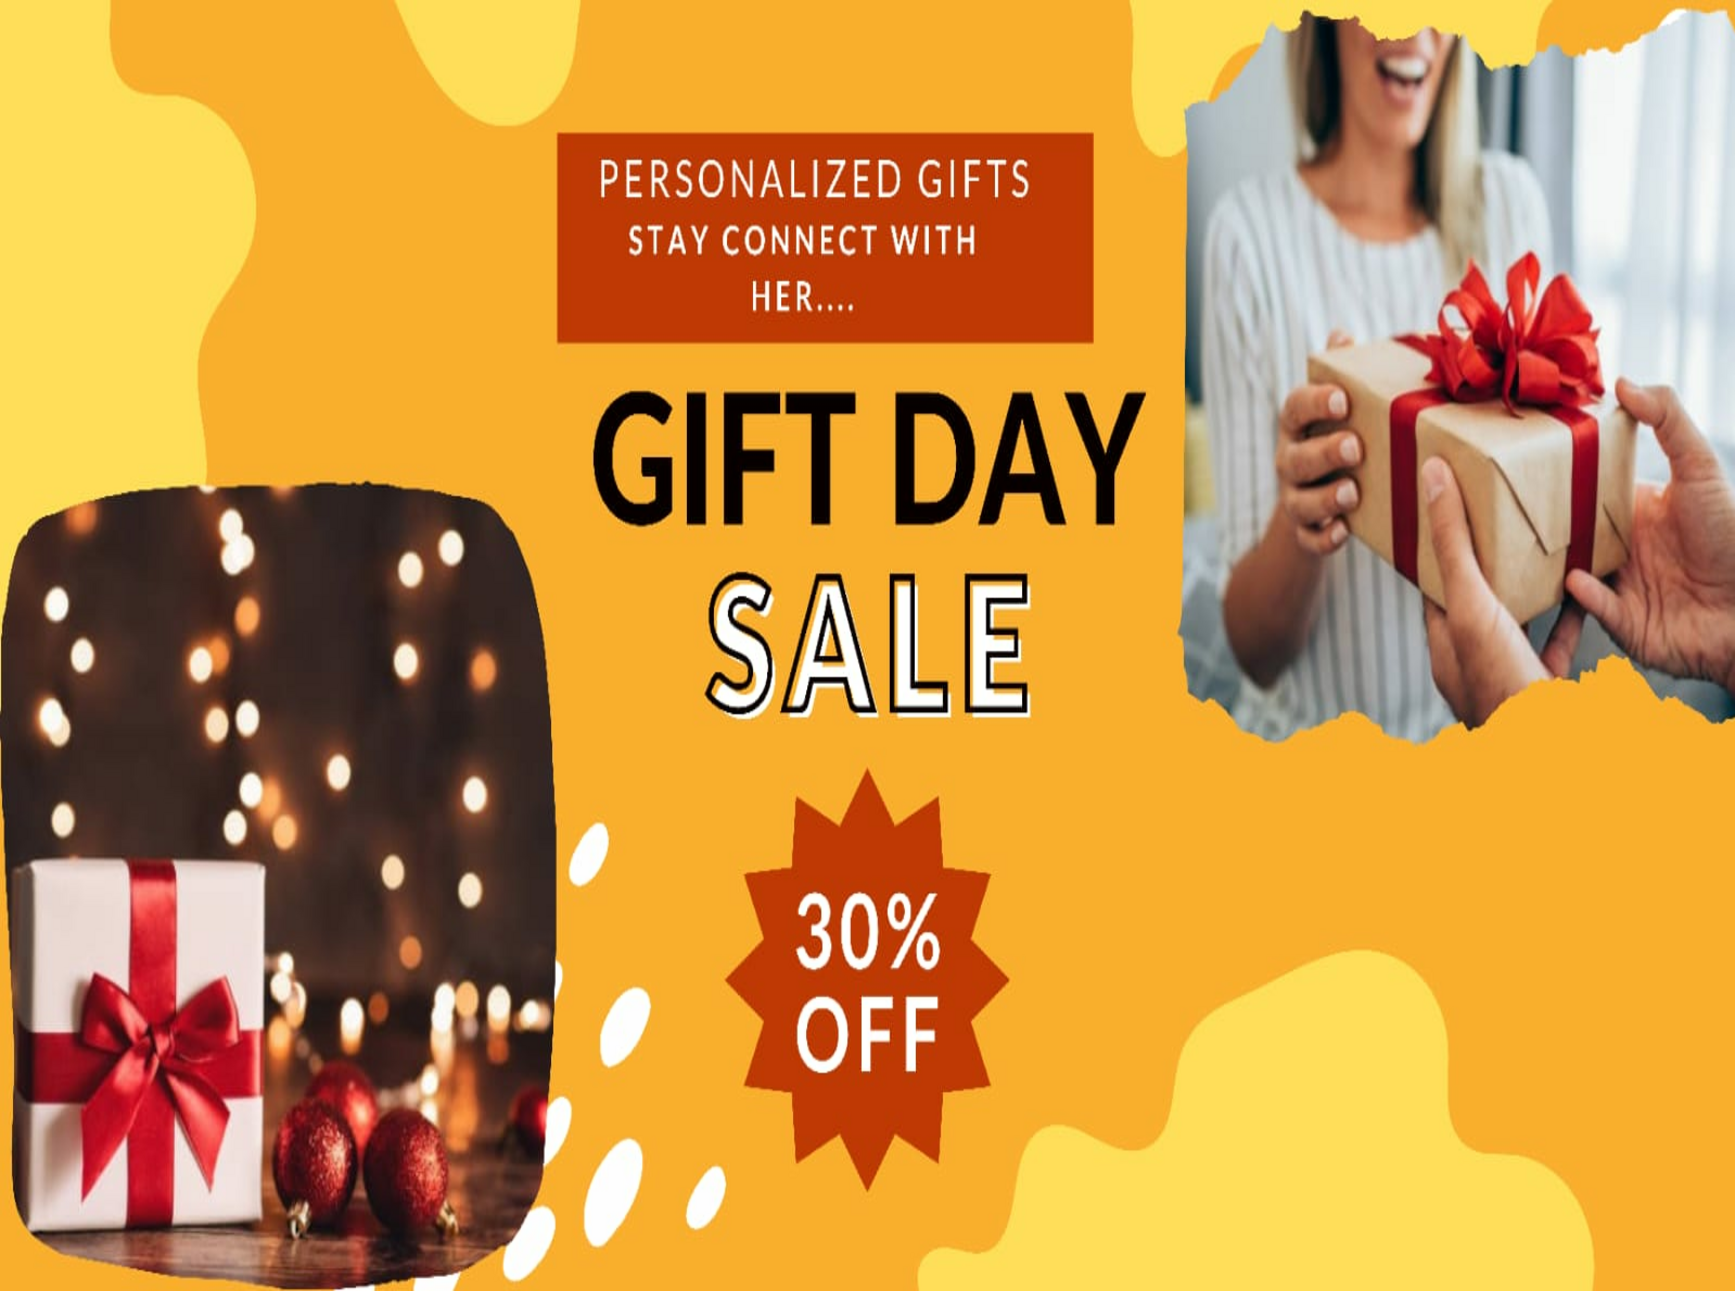 PERSONALIZED GIFTS
STAY CONNECT WITH
HER....
GIFT DAY
SALE
30%
OFF